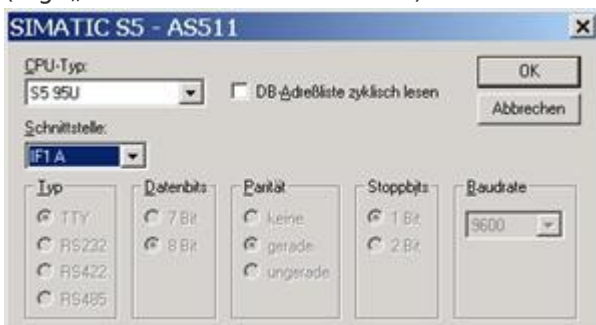 SIMATIC S5 - AS511
CPU-Typ:
S5 95U
DB-Adreßliste zyklisch lesen
OK
Abbrechen
Schnittstelle:
IF1 A
Typ
TTY
RS232
RS422
RS485
Datenbits
7 Bit
8 Bit
Parität
keine
gerade
ungerade
Stoppbits
1 Bit
2 Bit
Baudrate
9600